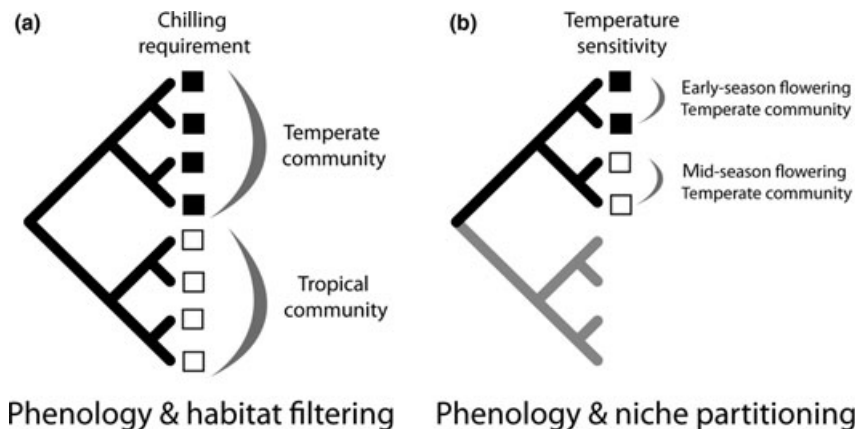 (a)
Chilling
requirement
Temperate
community
Tropical
community
Phenology & habitat filtering
(b)
Temperature
sensitivity
Early-season flowering
Temperate community
Mid-season flowering
Temperate community
Phenology & niche partitioning